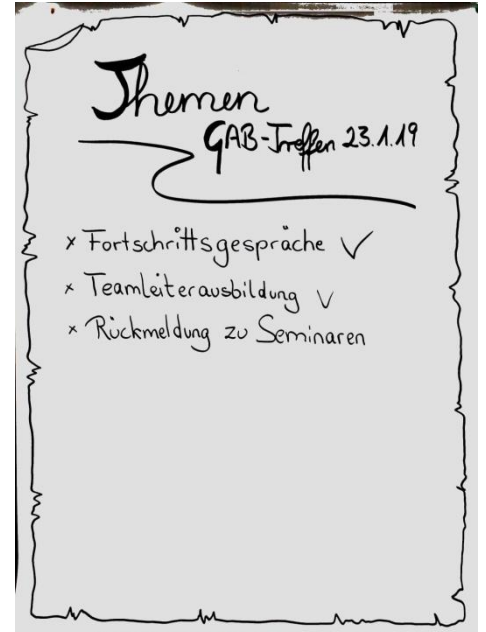 Themen
GAB-Treffen 23.1.19
x Fortschrittsgespräche ✓
x Teamleiterausbildung ✓
x Rückmeldung zu Seminaren